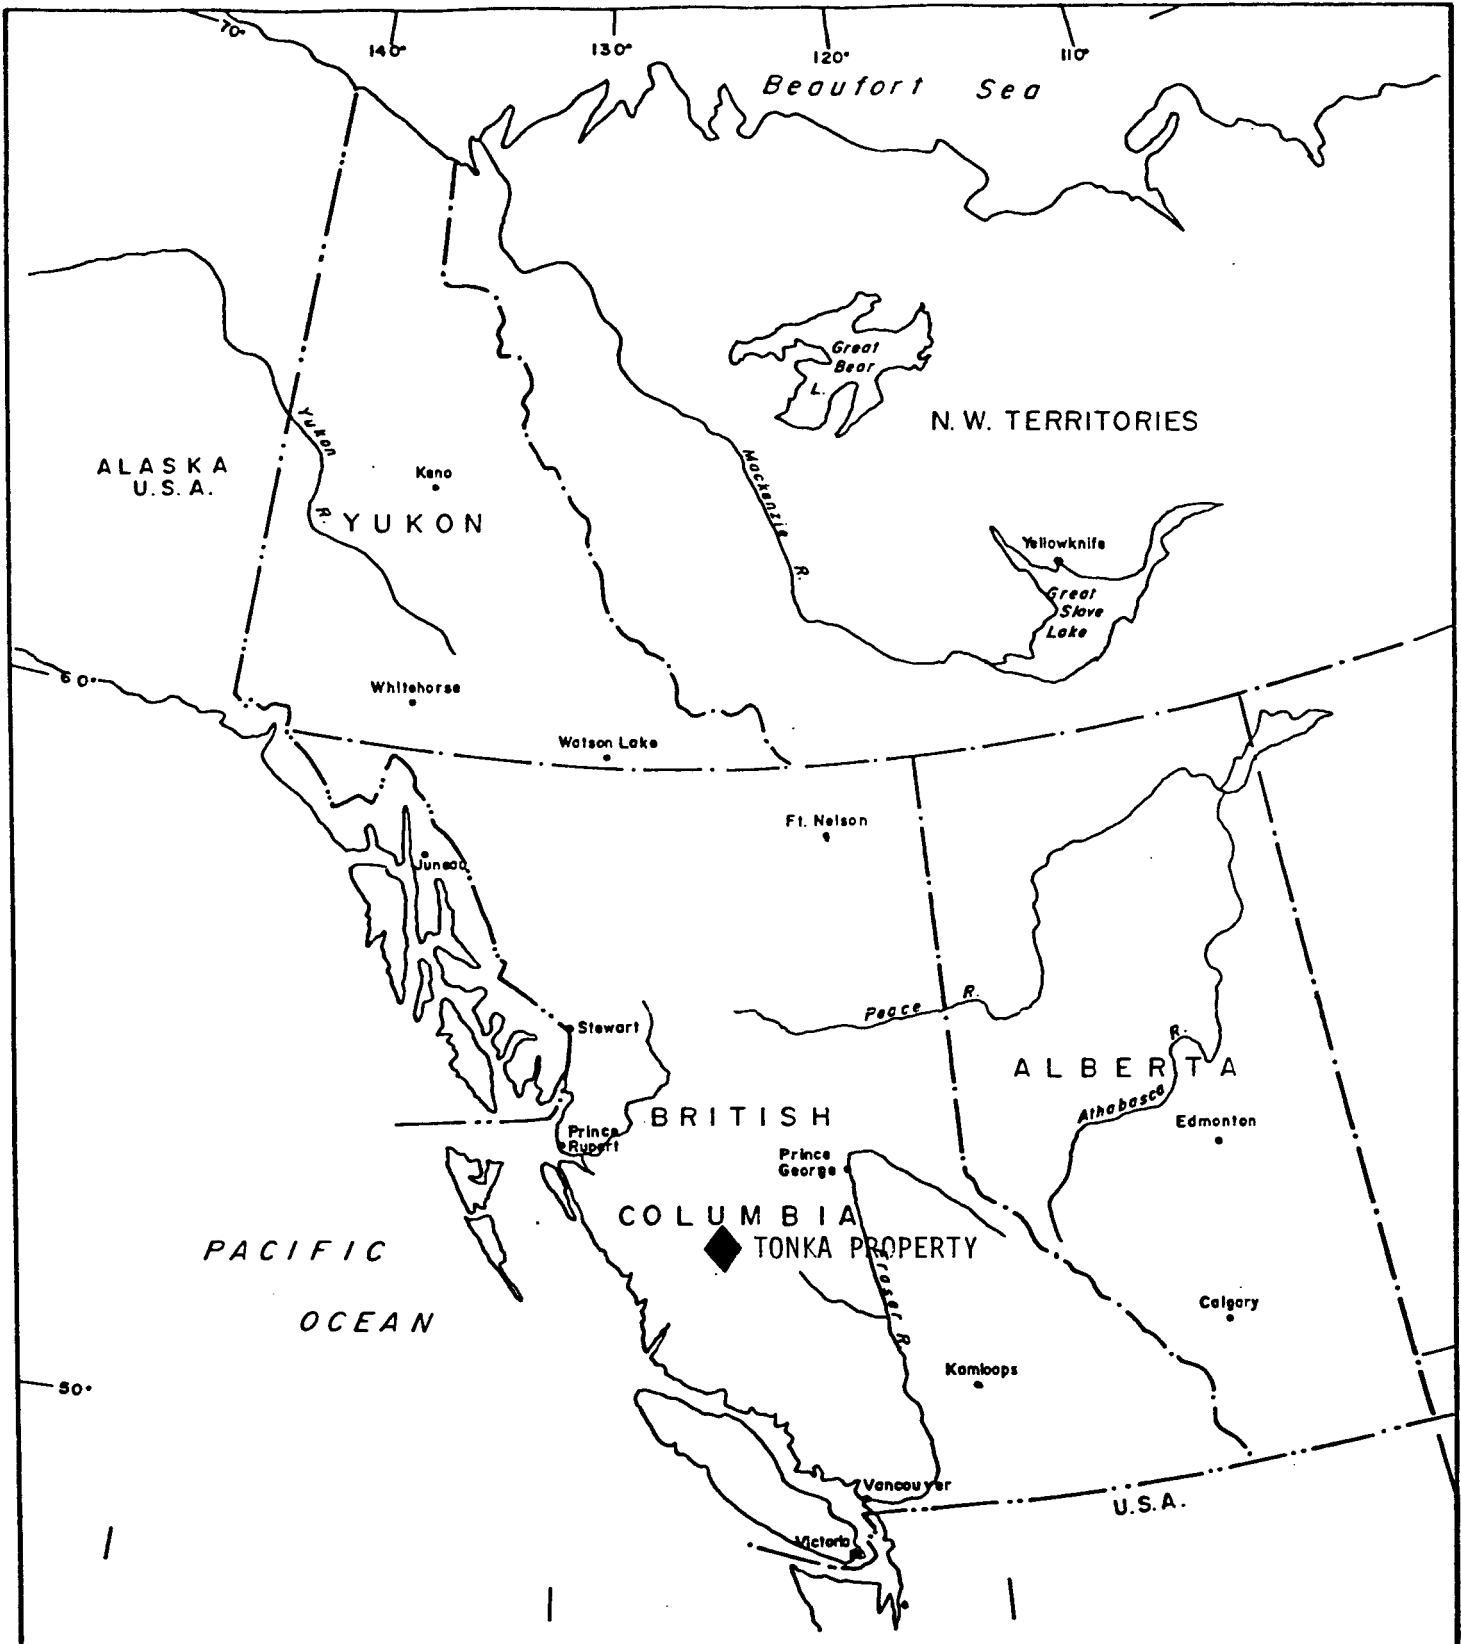 70°
140°
130°
120°
110°
Beaufort Sea
Great
Bear
L.
N.W. TERRITORIES
Yukon
R.
ALASKA
U.S.A.
Keno
YUKON
Mackenzie R.
Yellowknife
Great
Slave
Lake
60°
Whitehorse
Watson Lake
Ft. Nelson
Juneau
Peace R.
Stewart
ALBERTA
Athabasca R.
BRITISH
Edmonton
Prince
Rupert
Prince
George
COLUMBIA
PACIFIC
OCEAN
TONKA PROPERTY
Fraser R.
Calgary
Kamloops
50°
Vancouver
U.S.A.
Victoria